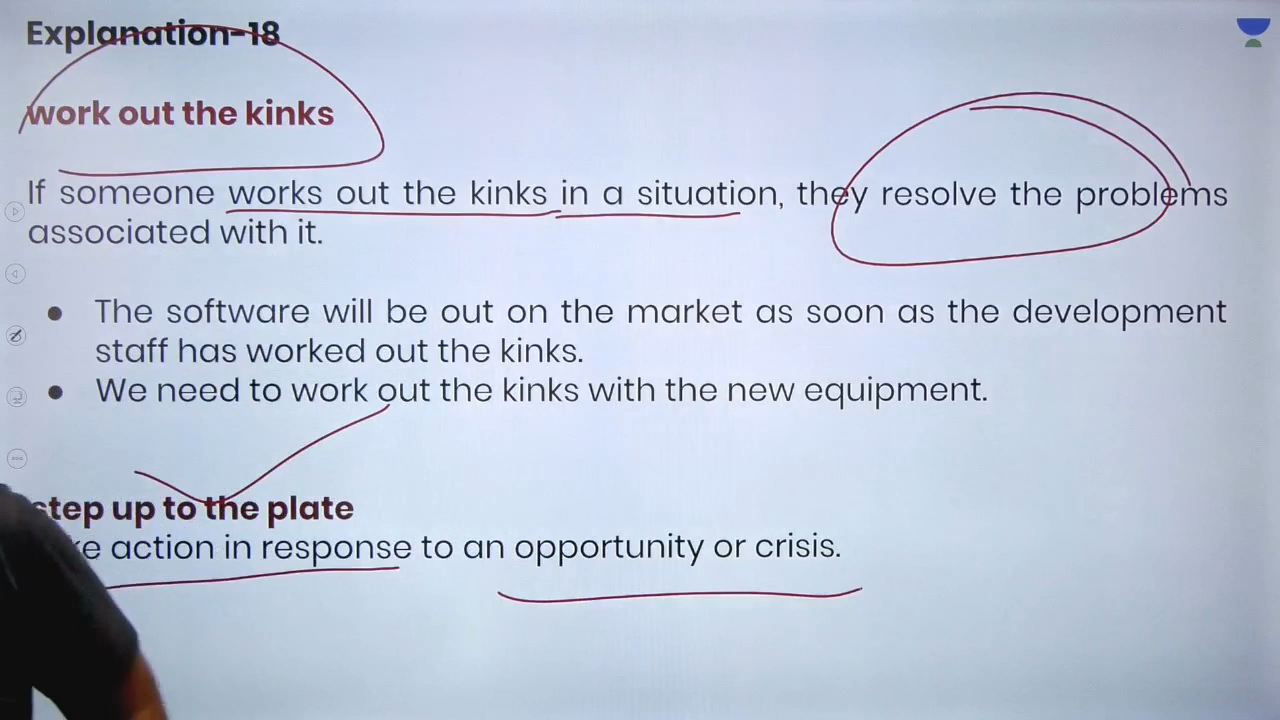 Explanation-18
work out the kinks
If someone works out the kinks in a situation, they resolve the problems
associated with it.
● The software will be out on the market as soon as the development
staff has worked out the kinks.
● We need to work out the kinks with the new equipment.
step up to the plate
action in response to an opportunity or crisis.